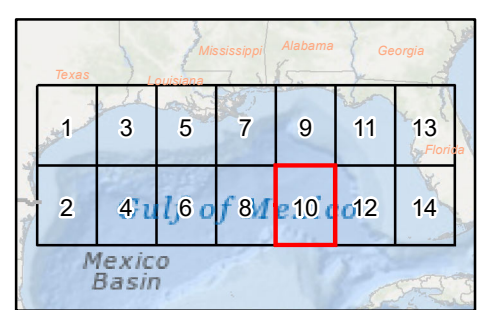 Mississippi Alabama Georgia
Texas Louisiana
1 3 5 7 9 11 13
Florida
2 4 6 8 10 12 14
Gulf of Mexico
Mexico
Basin